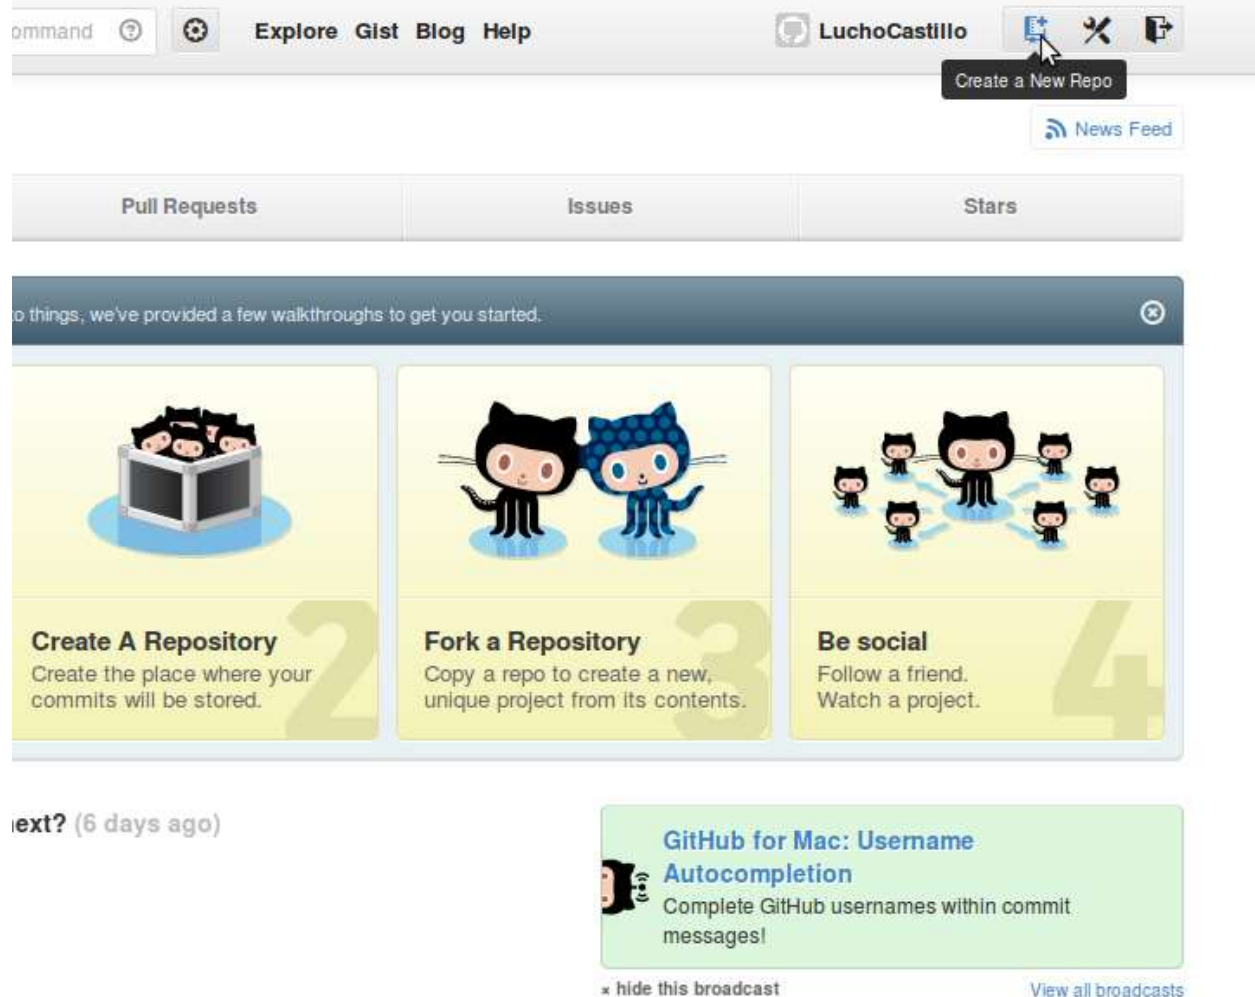 ommand
Explore Gist Blog Help
LuchoCastillo
Create a New Repo
News Feed
Pull Requests
Issues
Stars
o things, we've provided a few walkthroughs to get you started.
2
Create A Repository
Create the place where your
commits will be stored.
3
Fork a Repository
Copy a repo to create a new,
unique project from its contents.
4
Be social
Follow a friend.
Watch a project.
ext? (6 days ago)
GitHub for Mac: Username
Autocompletion
Complete GitHub usernames within commit
messages!
× hide this broadcast
View all broadcasts